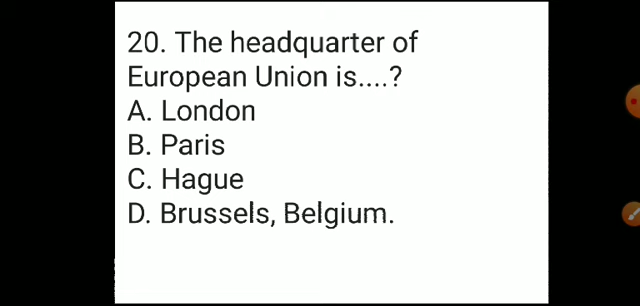 20. The headquarter of
European Union is....?
A. London
B. Paris
C. Hague
D. Brussels, Belgium.